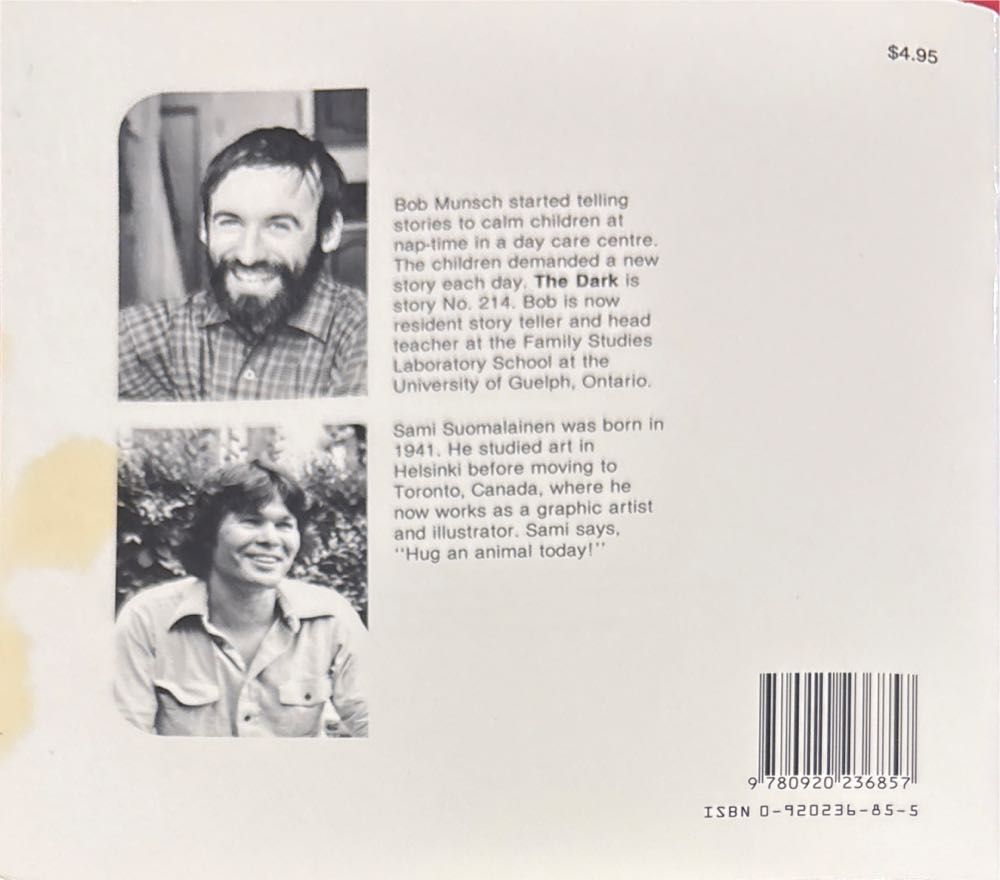 $4.95
Bob Munsch started telling
stories to calm children at
nap-time in a day care centre.
The children demanded a new
story each day. The Dark is
story No. 214. Bob is now
resident story teller and head
teacher at the Family Studies
Laboratory School at the
University of Guelph, Ontario.
Sami Suomalainen was born in
1941. He studied art in
Helsinki before moving to
Toronto, Canada, where he
now works as a graphic artist
and illustrator. Sami says,
"Hug an animal today!"
9 780920 236857
ISBN 0-920236-85-5